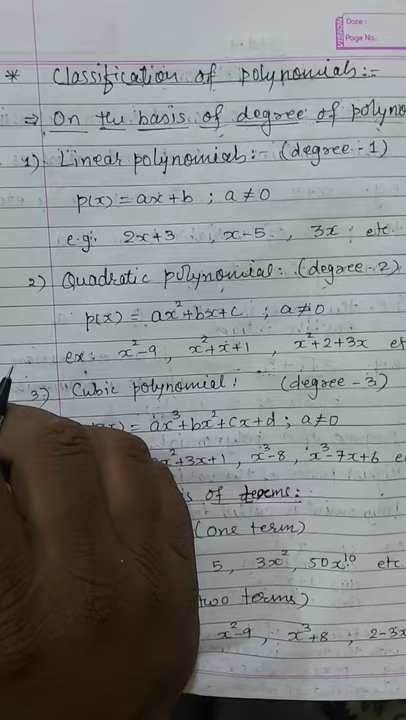 VISION
Date :
Page No.
* Classification of polynomials:-
⇒ On the basis of degree of polyno
1) Linear polynomials:- (degree-1)
p(x) = ax+b ; a≠0
e.g: 2x+3 , x-5 , 3x etc.
2) Quadratic polynomial: (degree-2)
p(x) = ax²+bx+c ; a≠0
ex: x²-9 , x²+x+1 , x²+2+3x et
3) Cubic polynomial: (degree-3)
= ax³+bx²+cx+d ; a≠0
x²+3x+1 , x³-8 , x³-7x+6 e
s of terms:
(one term)
5, 3x², 50x¹⁰ etc.
two terms)
x²-9 , x³+8 , 2-3x